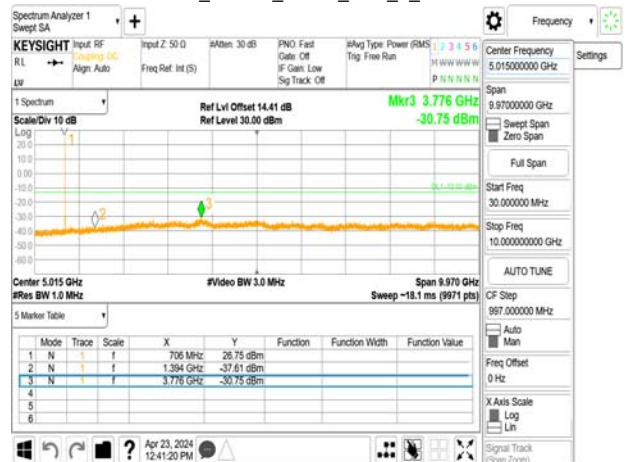 Spectrum Analyzer 1
Swept SA
Frequency
KEYSIGHT
RL
Input: RF
Coupling: DC
Align: Auto
Input Z: 50 Ω
Freq Ref: Int (S)
#Atten: 30 dB
PNO: Fast
Gate: Off
IF Gain: Low
Sig Track: Off
#Avg Type: Power (RMS
Trig: Free Run
1 2 3 4 5 6
M W W W W W
P N N N N N
1 Spectrum
Scale/Div 10 dB
Ref Lvl Offset 14.41 dB
Ref Level 30.00 dBm
Mkr3 3.776 GHz
-30.75 dBm
Log
20.0
10.0
0.00
-10.0
-20.0
-30.0
-40.0
-50.0
-60.0
1
2
3
Center 5.015 GHz
#Res BW 1.0 MHz
#Video BW 3.0 MHz
Span 9.970 GHz
Sweep ~18.1 ms (9971 pts)
5 Marker Table
Mode Trace Scale X Y Function Function Width Function Value
1 N 1 f 706 MHz 26.75 dBm
2 N 1 f 1.394 GHz -37.61 dBm
3 N 1 f 3.776 GHz -30.75 dBm
4
5
6
Apr 23, 2024
12:41:20 PM
Center Frequency
5.015000000 GHz
Settings
Span
9.97000000 GHz
Swept Span
Zero Span
Full Span
Start Freq
30.000000 MHz
Stop Freq
10.000000000 GHz
AUTO TUNE
CF Step
997.000000 MHz
Auto
Man
Freq Offset
0 Hz
X Axis Scale
Log
Lin
Signal Track
(Span Zoom)